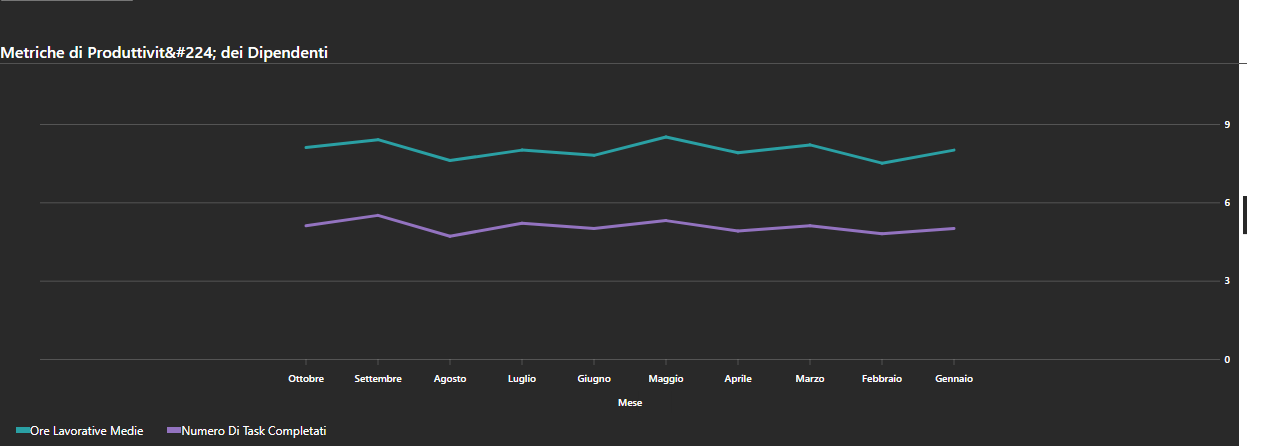 Metriche di Produttivit&#224; dei Dipendenti
9
6
3
0
Ottobre Settembre Agosto Luglio Giugno Maggio Aprile Marzo Febbraio Gennaio
Mese
Ore Lavorative Medie Numero Di Task Completati